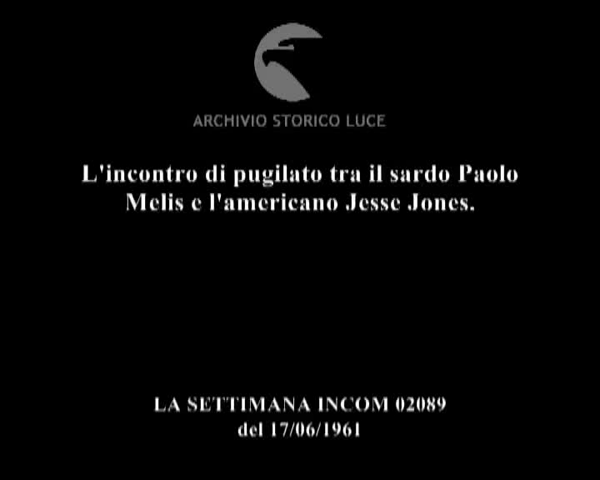 ARCHIVIO STORICO LUCE
L'incontro di pugilato tra il sardo Paolo
Melis e l'americano Jesse Jones.
LA SETTIMANA INCOM 02089
del 17/06/1961